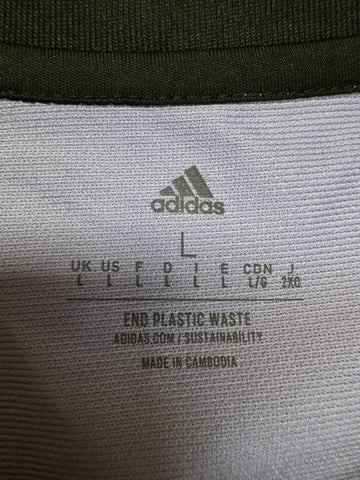 adidas
L
UK US F D I E CDN J
L L L L L L L/G 2XO
END PLASTIC WASTE
ADIDAS.COM / SUSTAINABILITY
MADE IN CAMBODIA